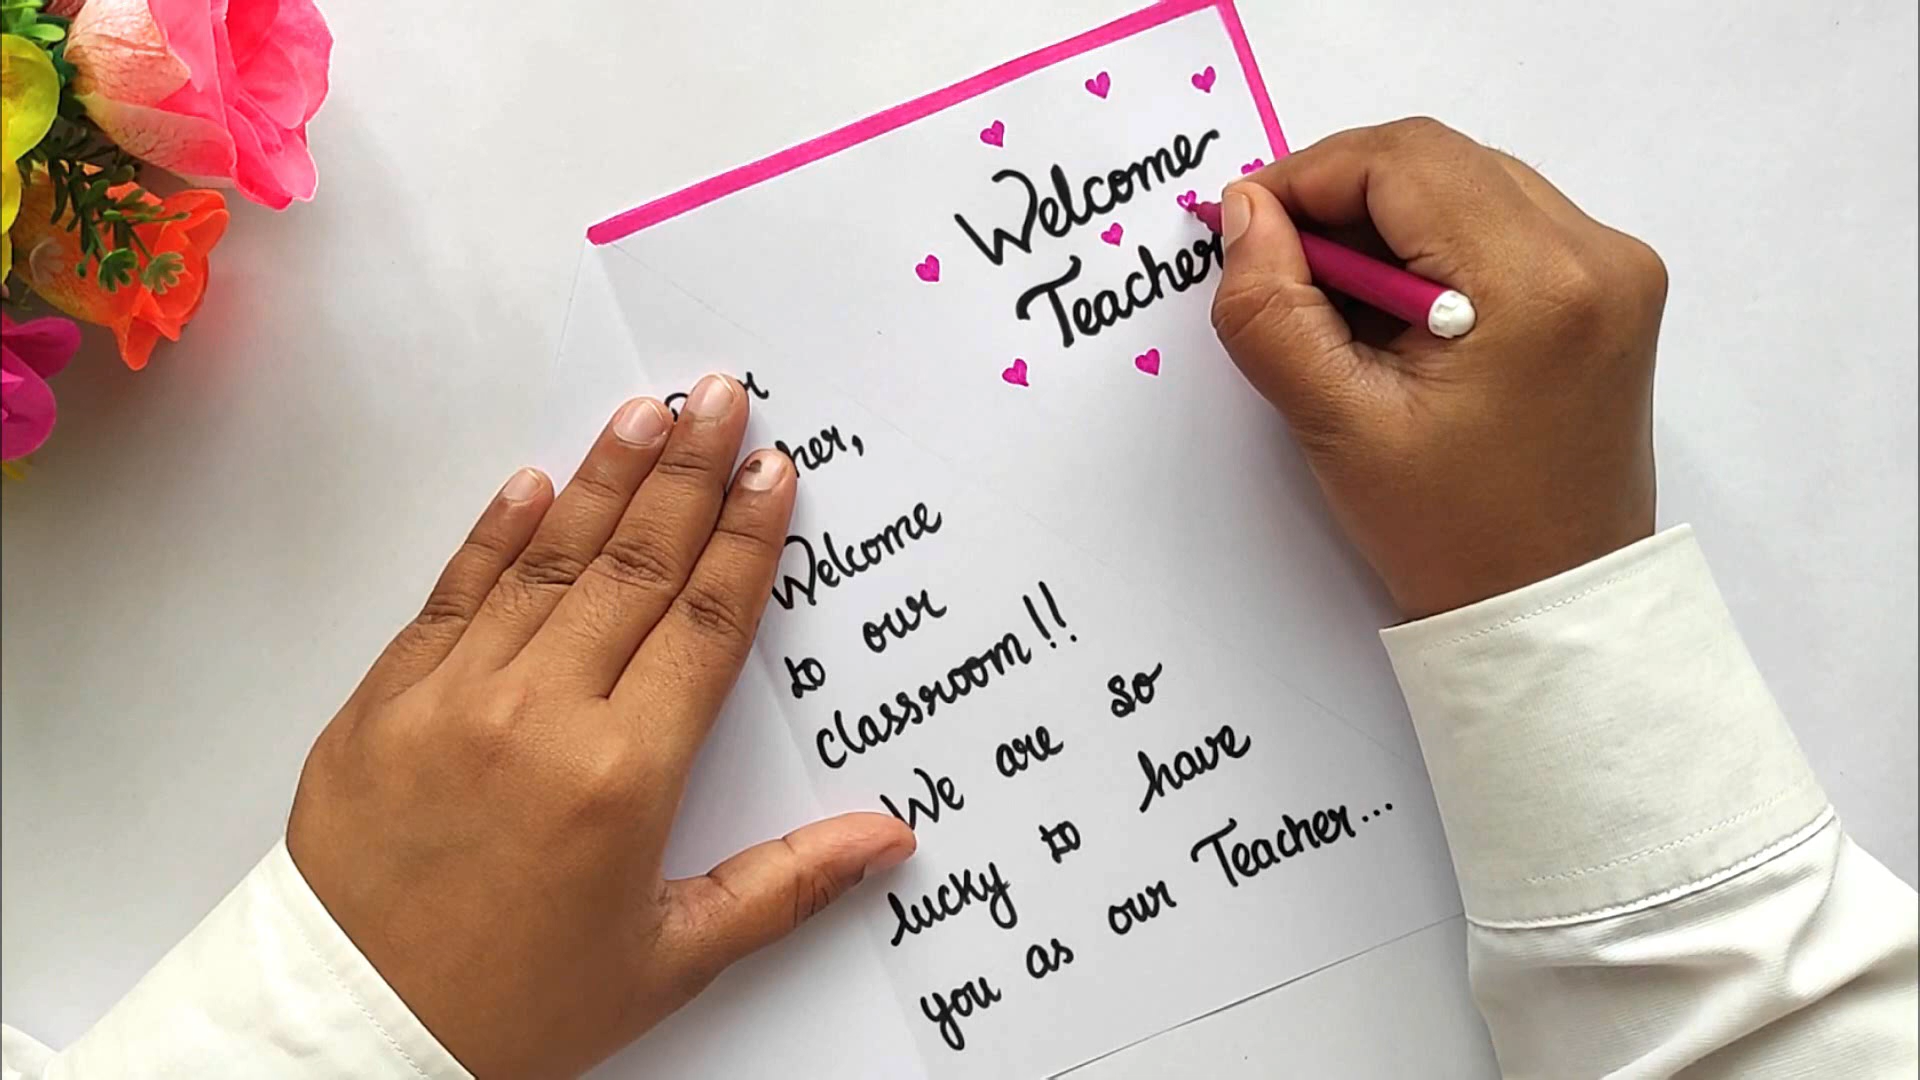 Welcome
Teacher
her,
Welcome
to our
classroom !!
We are so
lucky to have
you as our Teacher...